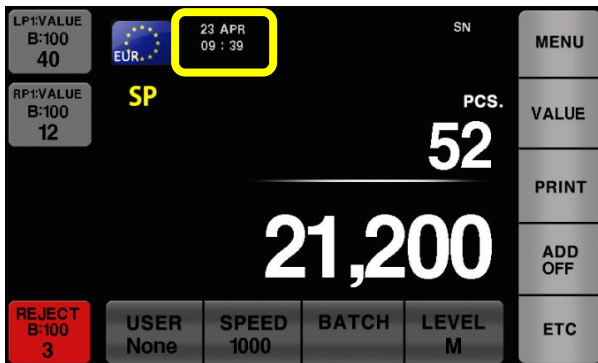 LP1:VALUE
B:100
40
EUR.
23 APR
09 : 39
SN
MENU
RP1:VALUE
B:100
12
SP
PCS.
52
VALUE
PRINT
21,200
ADD
OFF
REJECT
B:100
3
USER
None
SPEED
1000
BATCH
LEVEL
M
ETC